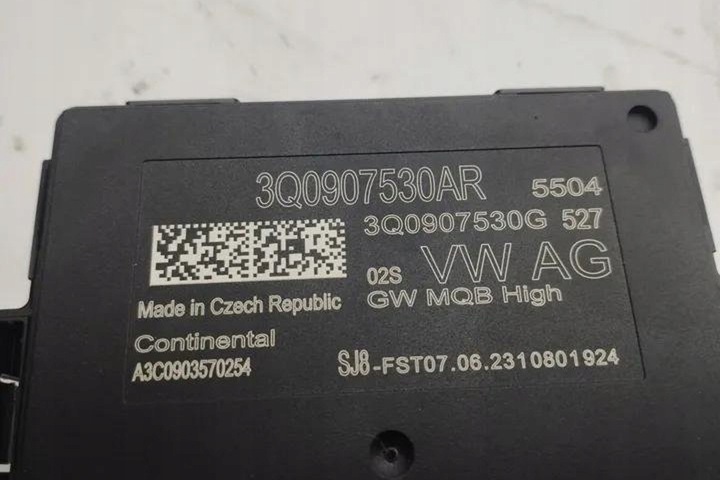 3Q0907530AR 5504
3Q0907530G 527
02S VW AG
GW MQB High
Made in Czech Republic
Continental
A3C0903570254
SJ8-FST07.06.2310801924